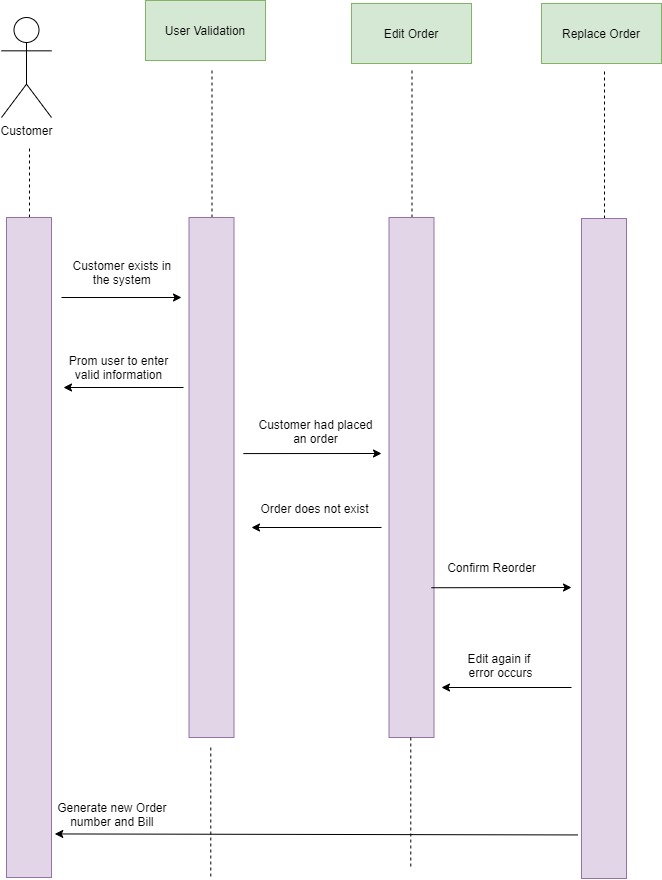 User Validation
Edit Order
Replace Order
Customer
Customer exists in
the system
Prom user to enter
valid information
Customer had placed
an order
Order does not exist
Confirm Reorder
Edit again if
error occurs
Generate new Order
number and Bill